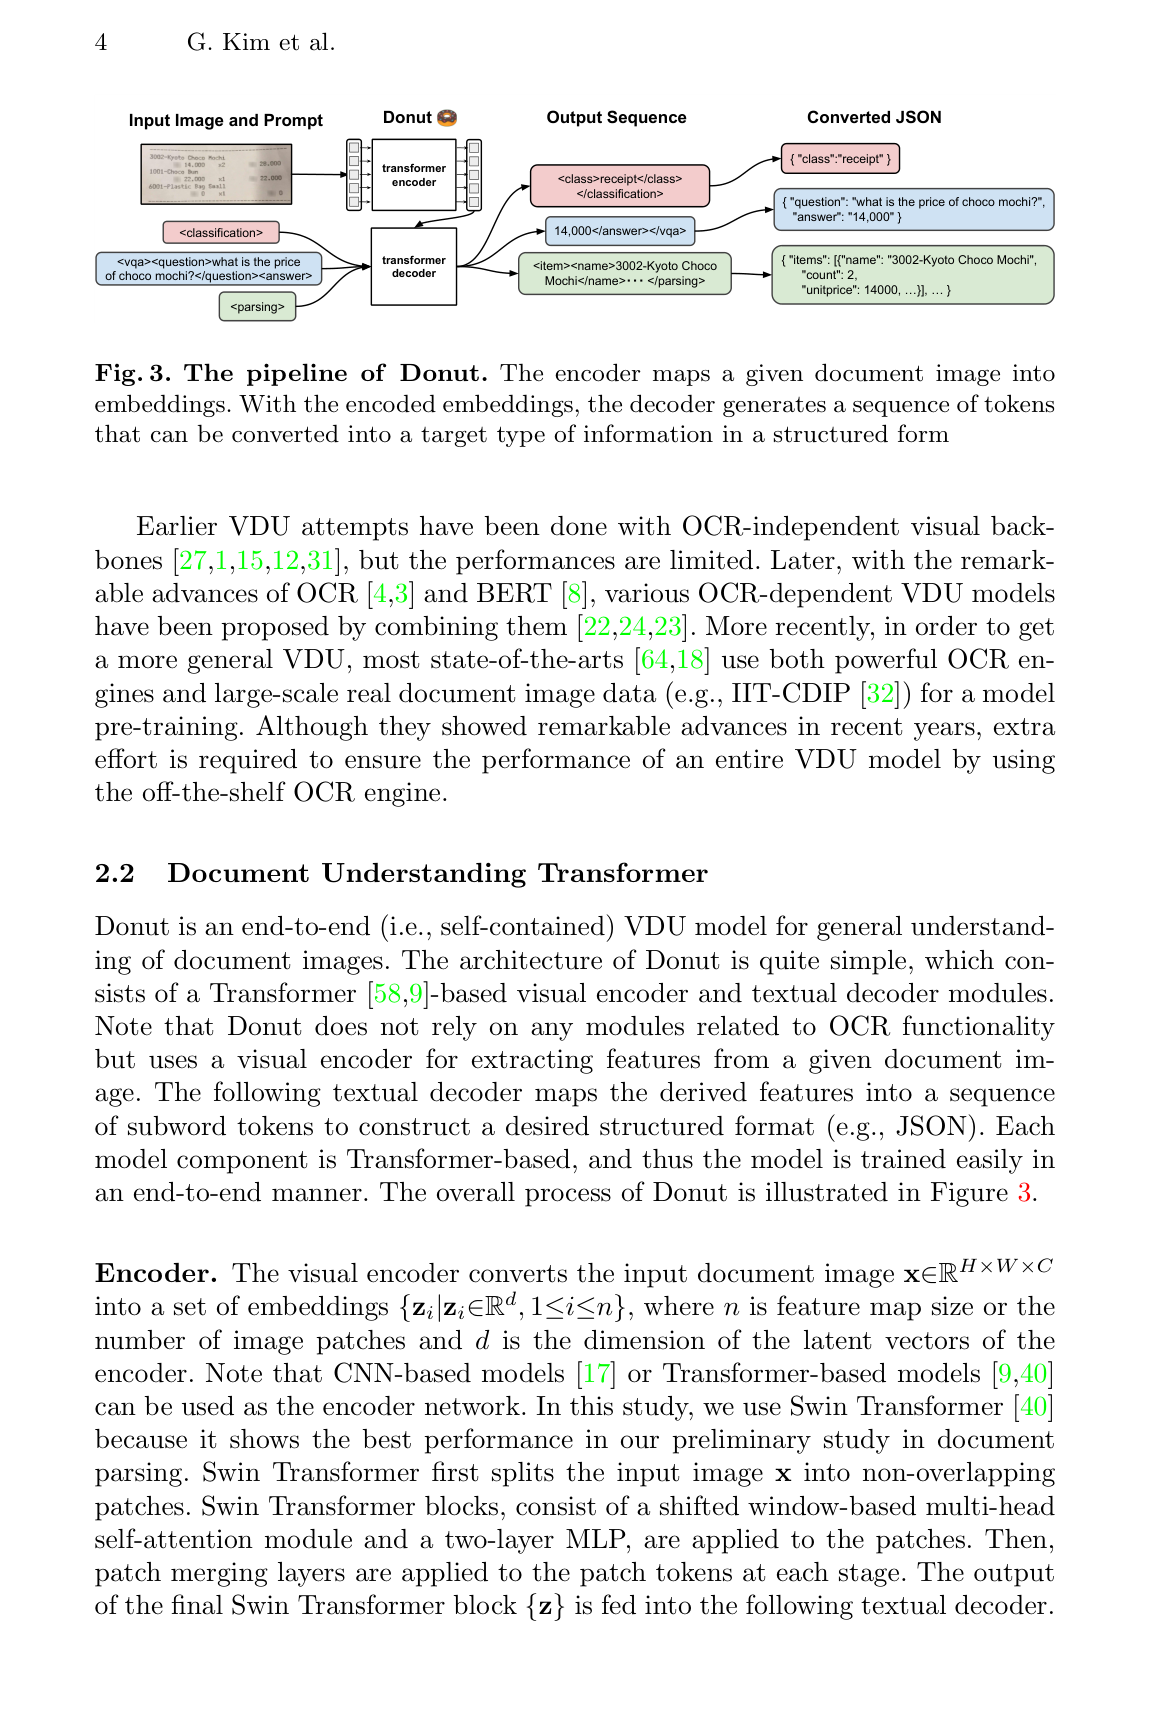 4 G. Kim et al.
Input Image and Prompt
Donut
Output Sequence
Converted JSON
3002-Kyoto Choco Mochi
14,000 x2 28,000
1001-Choco Bun
22,000 x1 22,000
6001-Plastic Bag Small
0 x1 0
<classification>
<vqa><question>what is the price
of choco mochi?</question><answer>
<parsing>
transformer
encoder
transformer
decoder
<class>receipt</class>
</classification>
14,000</answer></vqa>
<item><name>3002-Kyoto Choco
Mochi</name>··· </parsing>
{ "class":"receipt" }
{ "question": "what is the price of choco mochi?",
"answer": "14,000" }
{ "items": [{"name": "3002-Kyoto Choco Mochi",
"count": 2,
"unitprice": 14000, ...}], ... }
Fig. 3. The pipeline of Donut. The encoder maps a given document image into
embeddings. With the encoded embeddings, the decoder generates a sequence of tokens
that can be converted into a target type of information in a structured form
Earlier VDU attempts have been done with OCR-independent visual back-
bones [27,1,15,12,31], but the performances are limited. Later, with the remark-
able advances of OCR [4,3] and BERT [8], various OCR-dependent VDU models
have been proposed by combining them [22,24,23]. More recently, in order to get
a more general VDU, most state-of-the-arts [64,18] use both powerful OCR en-
gines and large-scale real document image data (e.g., IIT-CDIP [32]) for a model
pre-training. Although they showed remarkable advances in recent years, extra
effort is required to ensure the performance of an entire VDU model by using
the off-the-shelf OCR engine.
2.2 Document Understanding Transformer
Donut is an end-to-end (i.e., self-contained) VDU model for general understand-
ing of document images. The architecture of Donut is quite simple, which con-
sists of a Transformer [58,9]-based visual encoder and textual decoder modules.
Note that Donut does not rely on any modules related to OCR functionality
but uses a visual encoder for extracting features from a given document im-
age. The following textual decoder maps the derived features into a sequence
of subword tokens to construct a desired structured format (e.g., JSON). Each
model component is Transformer-based, and thus the model is trained easily in
an end-to-end manner. The overall process of Donut is illustrated in Figure 3.
Encoder. The visual encoder converts the input document image x∈ℝ^{H×W×C}
into a set of embeddings {z_i|z_i∈ℝ^d, 1≤i≤n}, where n is feature map size or the
number of image patches and d is the dimension of the latent vectors of the
encoder. Note that CNN-based models [17] or Transformer-based models [9,40]
can be used as the encoder network. In this study, we use Swin Transformer [40]
because it shows the best performance in our preliminary study in document
parsing. Swin Transformer first splits the input image x into non-overlapping
patches. Swin Transformer blocks, consist of a shifted window-based multi-head
self-attention module and a two-layer MLP, are applied to the patches. Then,
patch merging layers are applied to the patch tokens at each stage. The output
of the final Swin Transformer block {z} is fed into the following textual decoder.